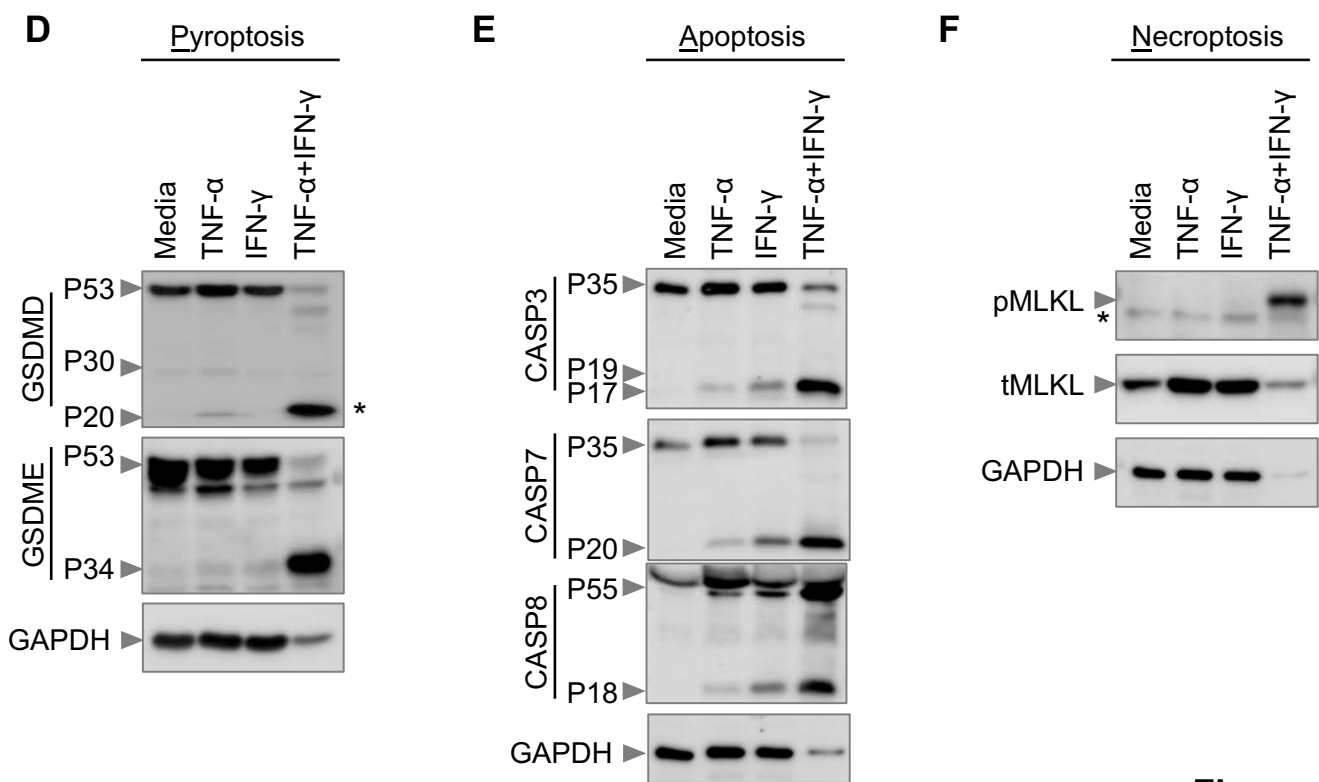 D
Pyroptosis
Media
TNF-α
IFN-γ
TNF-α+IFN-γ
GSDMD
P53
P30
P20
*
GSDME
P53
P34
GAPDH
E
Apoptosis
Media
TNF-α
IFN-γ
TNF-α+IFN-γ
CASP3
P35
P19
P17
CASP7
P35
P20
CASP8
P55
P18
GAPDH
F
Necroptosis
Media
TNF-α
IFN-γ
TNF-α+IFN-γ
pMLKL
*
tMLKL
GAPDH